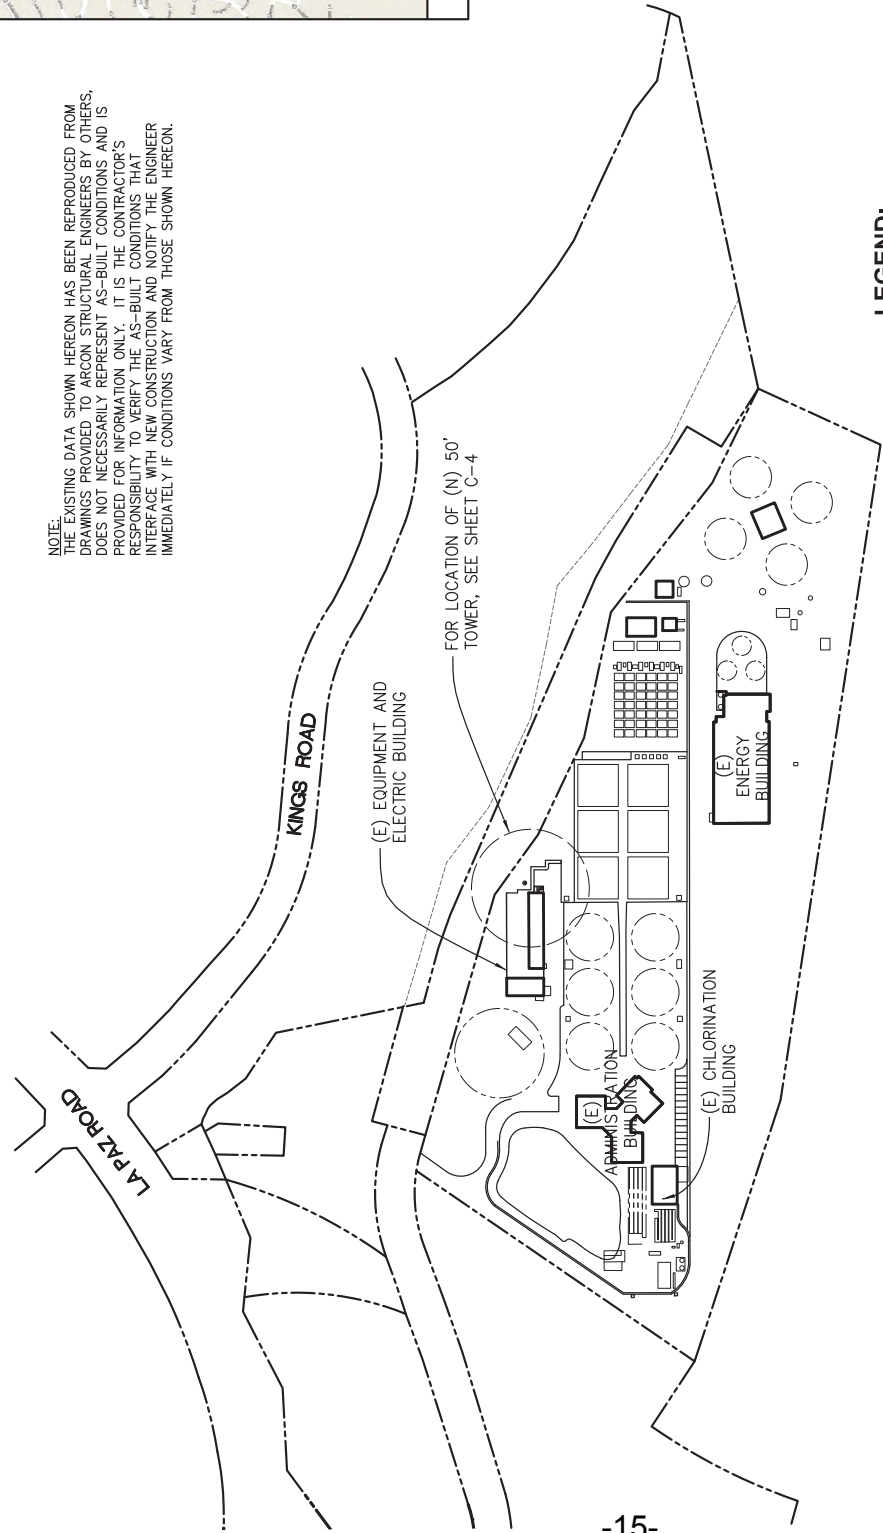 NOTE:
THE EXISTING DATA SHOWN HEREON HAS BEEN REPRODUCED FROM
DRAWINGS PROVIDED TO ARCON STRUCTURAL ENGINEERS BY OTHERS,
DOES NOT NECESSARILY REPRESENT AS-BUILT CONDITIONS AND IS
PROVIDED FOR INFORMATION ONLY. IT IS THE CONTRACTOR'S
RESPONSIBILITY TO VERIFY THE AS-BUILT CONDITIONS THAT
INTERFACE WITH NEW CONSTRUCTION AND NOTIFY THE ENGINEER
IMMEDIATELY IF CONDITIONS VARY FROM THOSE SHOWN HEREON.
LA PAZ ROAD
KINGS ROAD
(E) EQUIPMENT AND
ELECTRIC BUILDING
FOR LOCATION OF (N) 50'
TOWER, SEE SHEET C-4
(E)
ADMINISTRATION
BUILDING
(E) CHLORINATION
BUILDING
(E)
ENERGY
BUILDING
LEGEND:
-15-